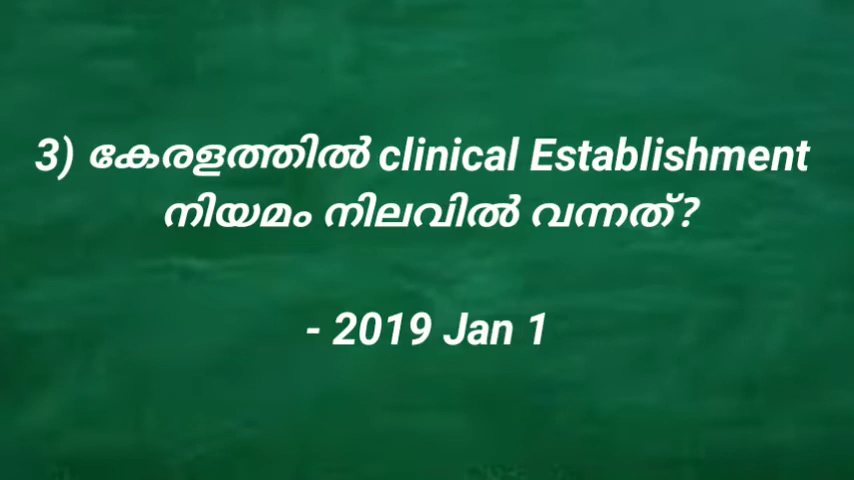 3) കേരളത്തിൽ clinical Establishment
നിയമം നിലവിൽ വന്നത്?
- 2019 Jan 1